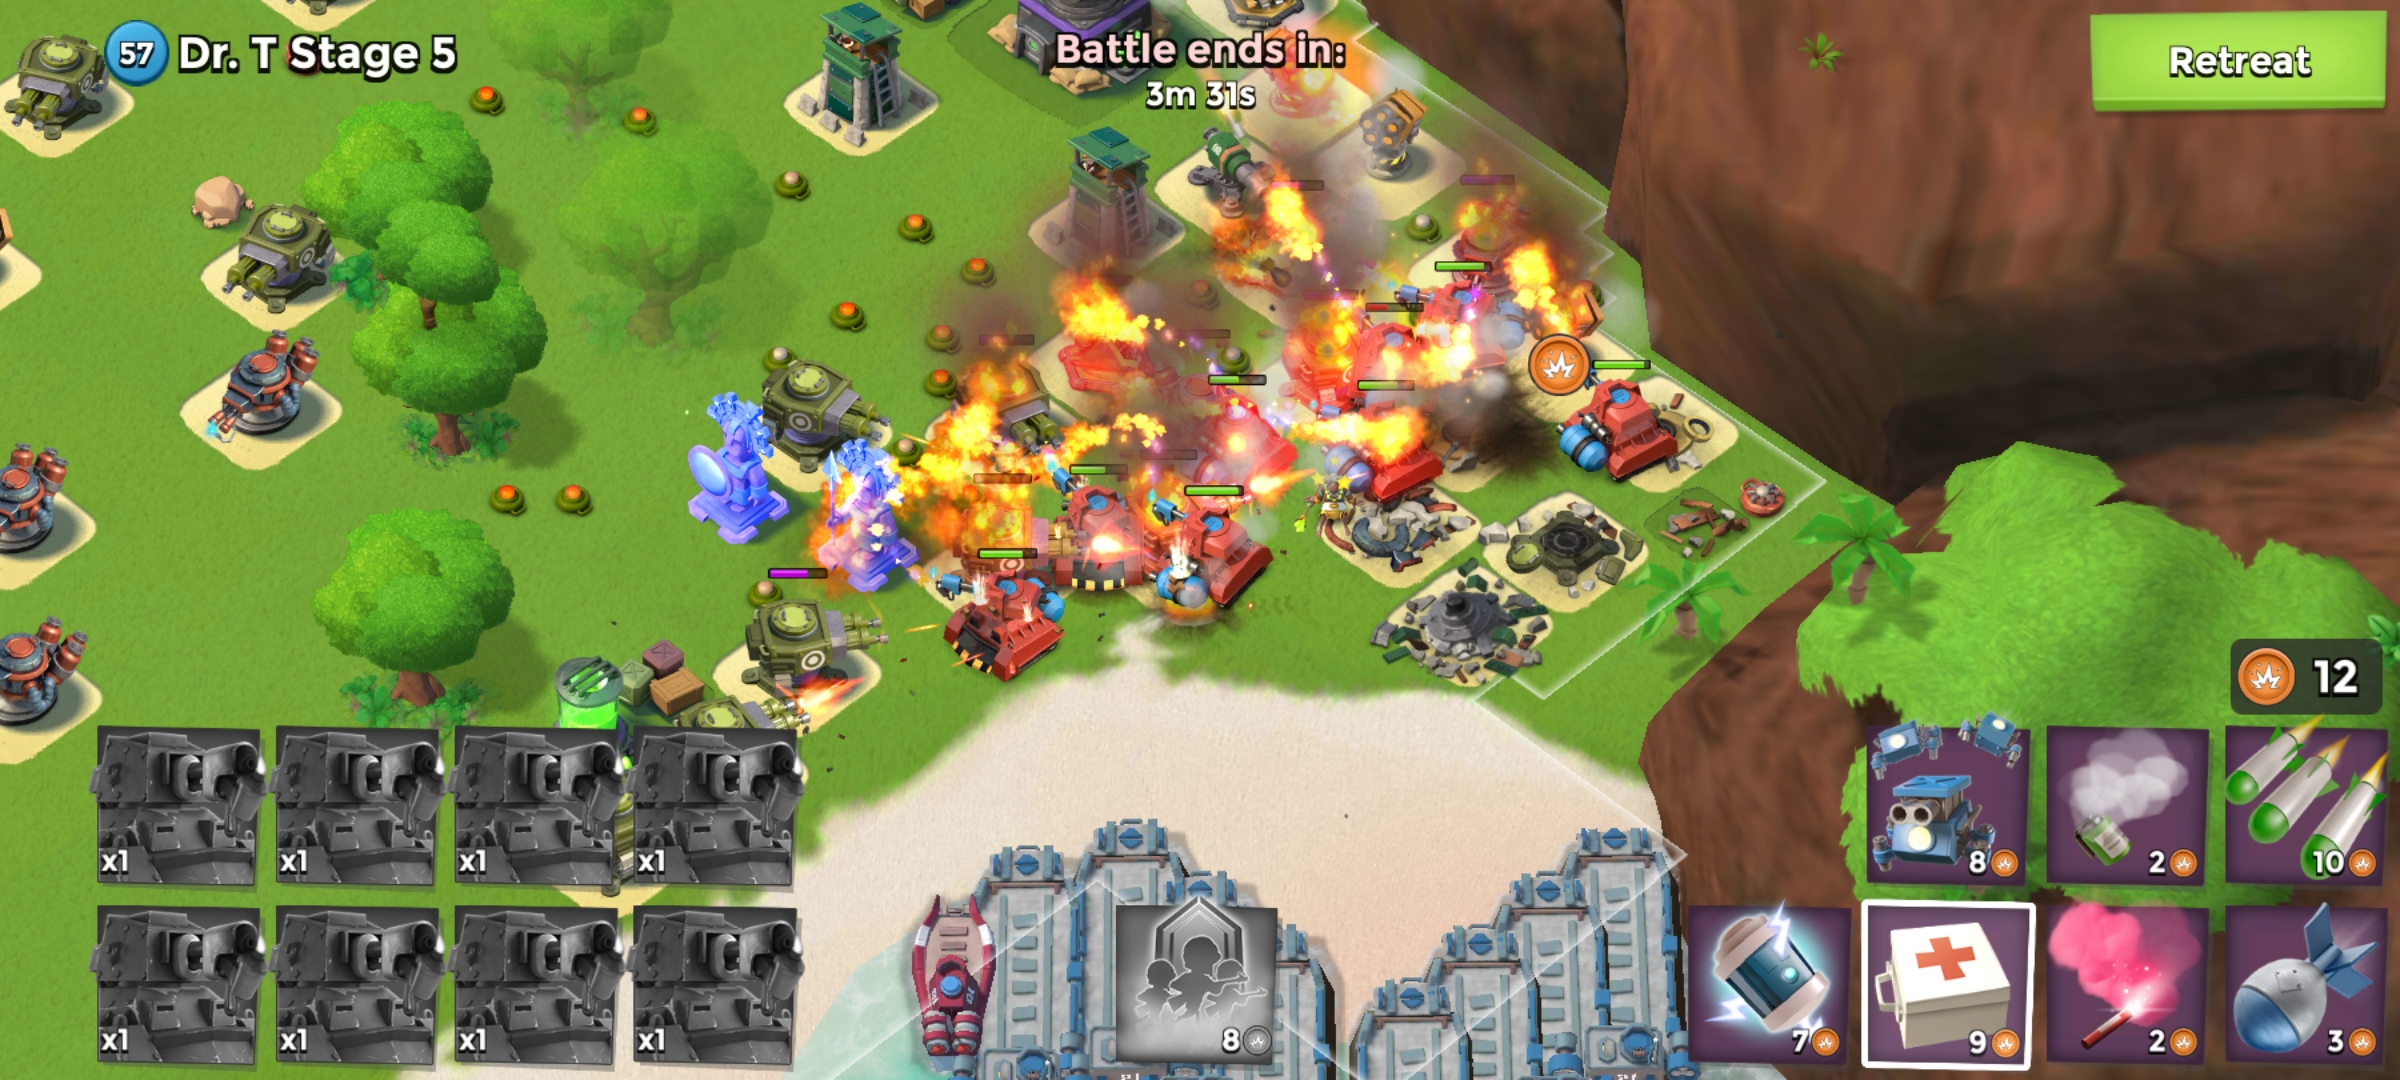 57 Dr. T Stage 5
Battle ends in:
3m 31s
Retreat
12
x1 x1 x1 x1
8 2 10
x1 x1 x1 x1
8
7 9 2 3